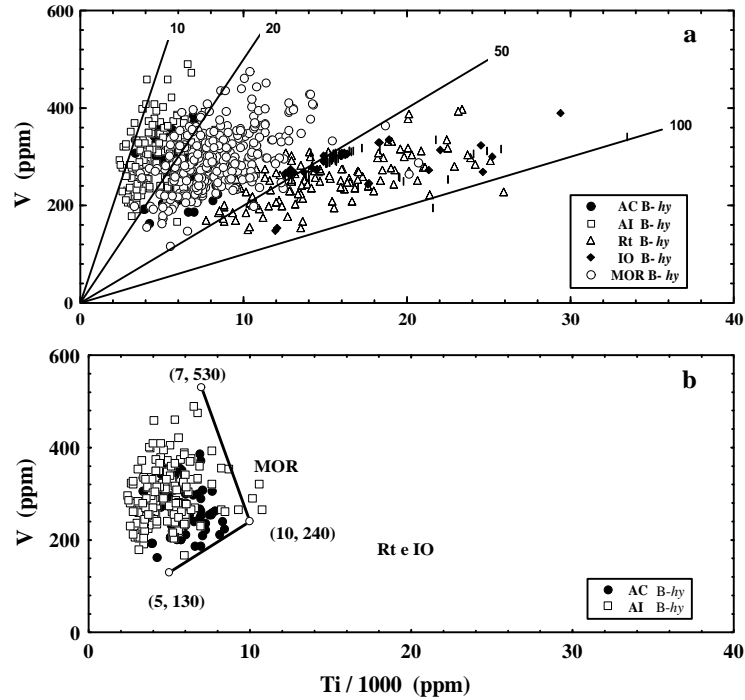 600
400
200
0
V (ppm)
10
20
50
100
a
AC B- hy
AI B- hy
Rt B- hy
IO B- hy
MOR B- hy
0
10
20
30
40
600
400
200
0
V (ppm)
b
(7, 530)
MOR
(10, 240)
(5, 130)
Rt e IO
AC B-hy
AI B-hy
0
10
20
30
40
Ti / 1000 (ppm)